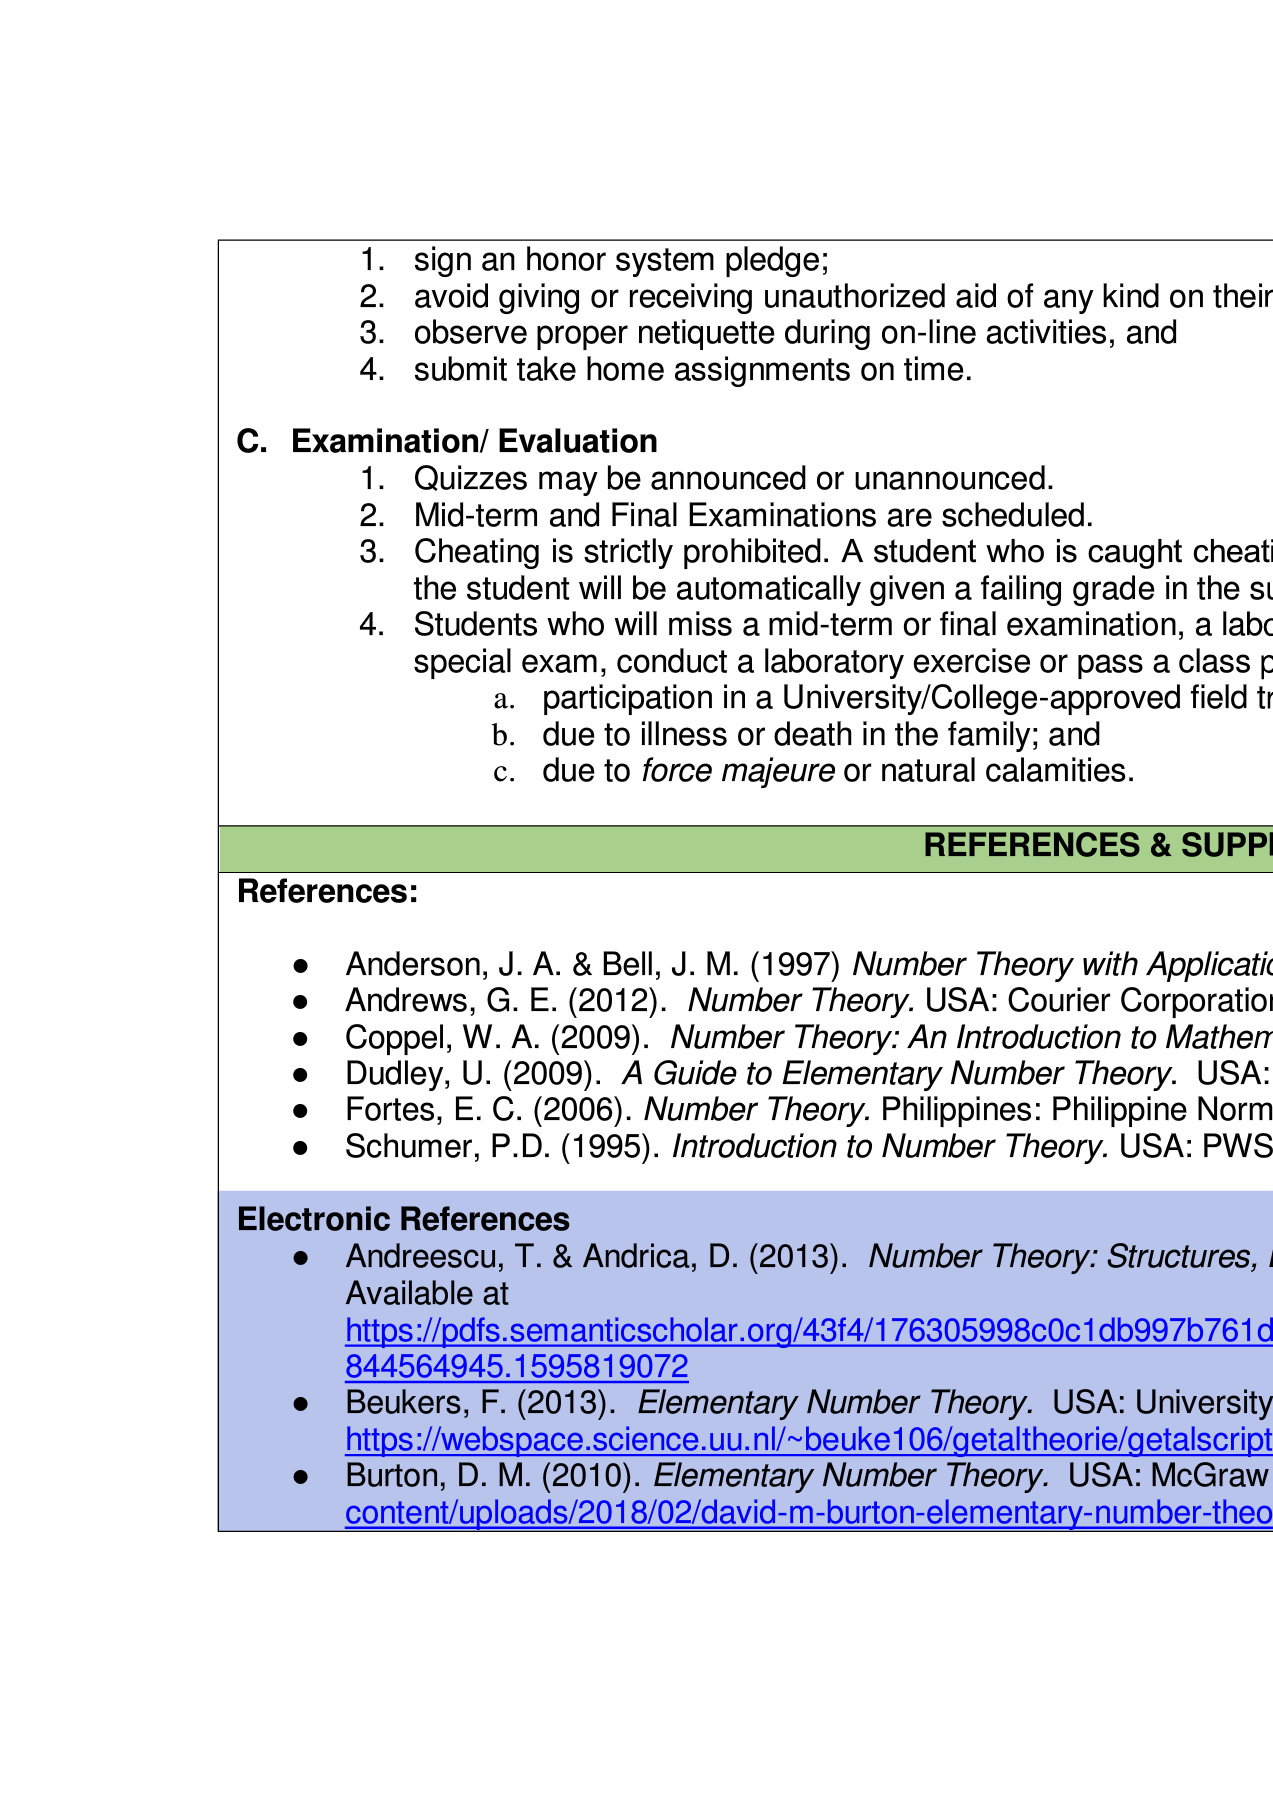 1. sign an honor system pledge;
2. avoid giving or receiving unauthorized aid of any kind on their
3. observe proper netiquette during on-line activities, and
4. submit take home assignments on time.
C. Examination/ Evaluation
1. Quizzes may be announced or unannounced.
2. Mid-term and Final Examinations are scheduled.
3. Cheating is strictly prohibited. A student who is caught cheati
the student will be automatically given a failing grade in the su
4. Students who will miss a mid-term or final examination, a labo
special exam, conduct a laboratory exercise or pass a class p
a. participation in a University/College-approved field tr
b. due to illness or death in the family; and
c. due to force majeure or natural calamities.
REFERENCES & SUPP
References:
● Anderson, J. A. & Bell, J. M. (1997) Number Theory with Applicatio
● Andrews, G. E. (2012). Number Theory. USA: Courier Corporation
● Coppel, W. A. (2009). Number Theory: An Introduction to Mathem
● Dudley, U. (2009). A Guide to Elementary Number Theory. USA:
● Fortes, E. C. (2006). Number Theory. Philippines: Philippine Norm
● Schumer, P.D. (1995). Introduction to Number Theory. USA: PWS
Electronic References
● Andreescu, T. & Andrica, D. (2013). Number Theory: Structures,
Available at
https://pdfs.semanticscholar.org/43f4/176305998c0c1db997b761d
844564945.1595819072
● Beukers, F. (2013). Elementary Number Theory. USA: University
https://webspace.science.uu.nl/~beuke106/getaltheorie/getalscript
● Burton, D. M. (2010). Elementary Number Theory. USA: McGraw
content/uploads/2018/02/david-m-burton-elementary-number-theo